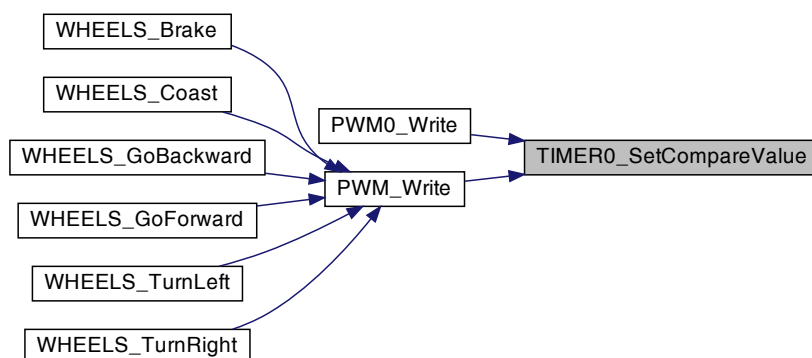 WHEELS_Brake
WHEELS_Coast
WHEELS_GoBackward
WHEELS_GoForward
WHEELS_TurnLeft
WHEELS_TurnRight
PWM0_Write
PWM_Write
TIMER0_SetCompareValue